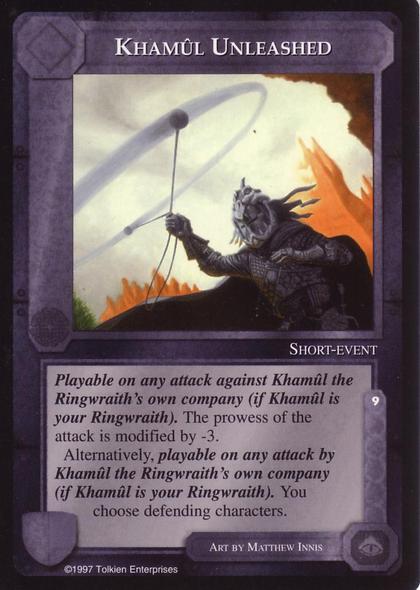 Khamûl Unleashed
Short-event
Playable on any attack against Khamûl the
Ringwraith's own company (if Khamûl is
your Ringwraith). The prowess of the
attack is modified by -3.
Alternatively, playable on any attack by
Khamûl the Ringwraith's own company
(if Khamûl is your Ringwraith). You
choose defending characters.
9
Art by Matthew Innis
©1997 Tolkien Enterprises